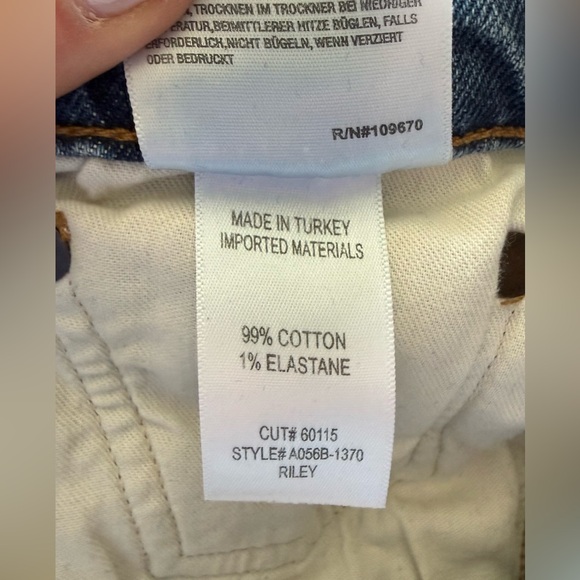 , TROCKNEN IM TROCKNER BEI NIEDRIGER
ERATUR,BEIMITTLERER HITZE BÜGLEN, FALLS
ERFORDERLICH,NICHT BÜGELN, WENN VERZIERT
ODER BEDRUCKT
R/N#109670
MADE IN TURKEY
IMPORTED MATERIALS
99% COTTON
1% ELASTANE
CUT# 60115
STYLE# A056B-1370
RILEY